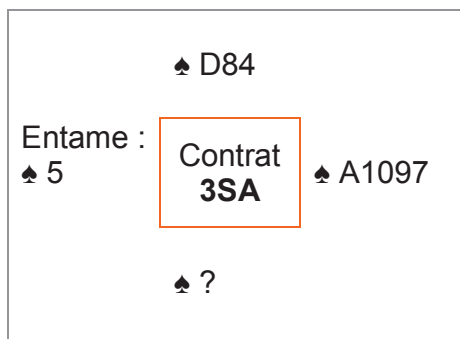 ♠ D84
Entame :
♠ 5
Contrat
3SA
♠ A1097
♠ ?